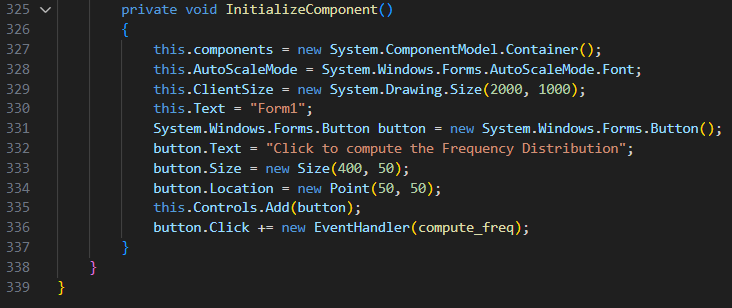 325 private void InitializeComponent()
326 {
327 this.components = new System.ComponentModel.Container();
328 this.AutoScaleMode = System.Windows.Forms.AutoScaleMode.Font;
329 this.ClientSize = new System.Drawing.Size(2000, 1000);
330 this.Text = "Form1";
331 System.Windows.Forms.Button button = new System.Windows.Forms.Button();
332 button.Text = "Click to compute the Frequency Distribution";
333 button.Size = new Size(400, 50);
334 button.Location = new Point(50, 50);
335 this.Controls.Add(button);
336 button.Click += new EventHandler(compute_freq);
337 }
338 }
339 }